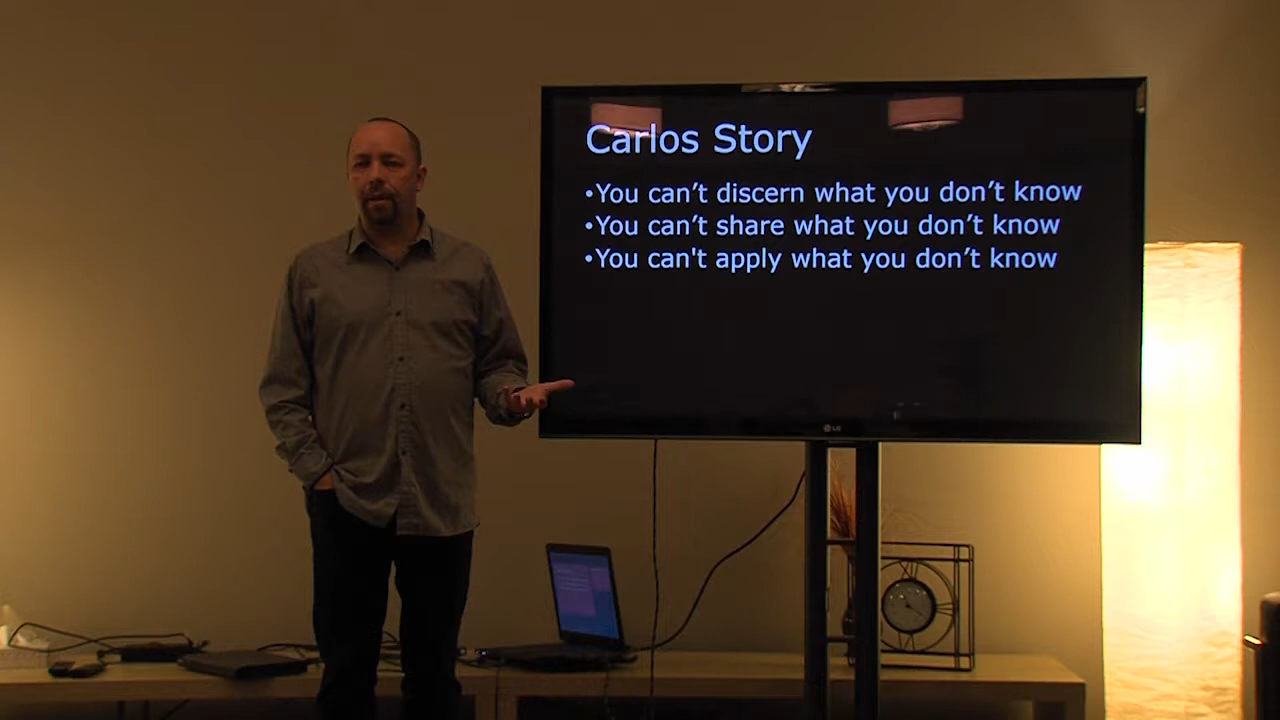 Carlos Story
•You can’t discern what you don’t know
•You can’t share what you don’t know
•You can't apply what you don’t know
LG